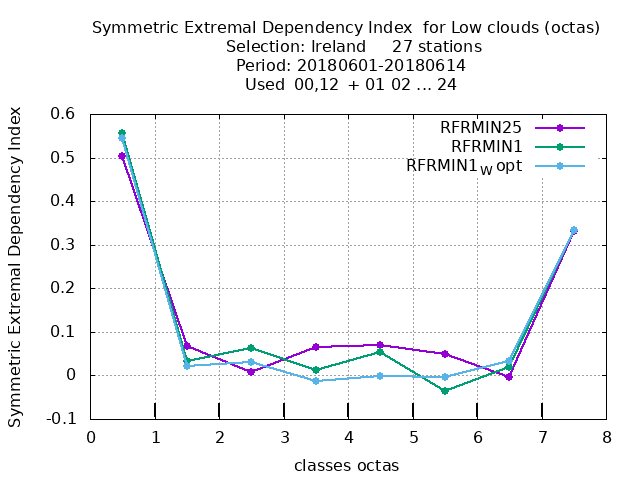 Symmetric Extremal Dependency Index  for Low clouds (octas)
Selection: Ireland     27 stations
Period: 20180601-20180614
Used  00,12  + 01 02 ... 24
Symmetric Extremal Dependency Index
0.6
0.5
0.4
0.3
0.2
0.1
0
-0.1
RFRMIN25
RFRMIN1
RFRMIN1w opt
0 1 2 3 4 5 6 7 8
classes octas